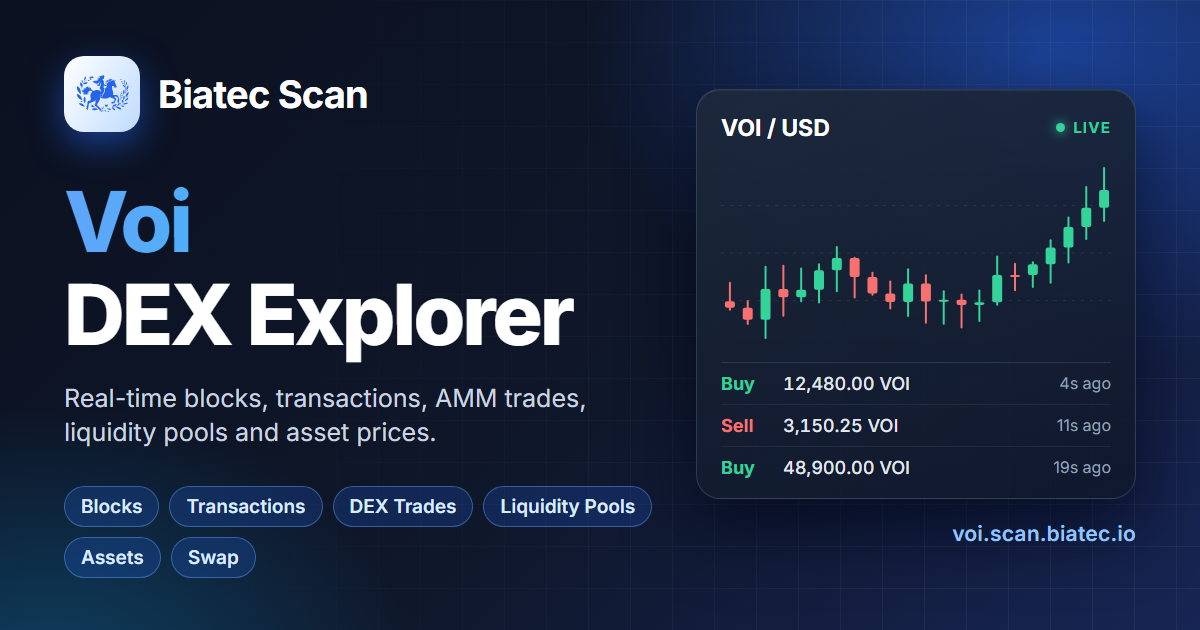 Biatec Scan
Voi
DEX Explorer
Real-time blocks, transactions, AMM trades,
liquidity pools and asset prices.
Blocks Transactions DEX Trades Liquidity Pools
Assets Swap
VOI / USD LIVE
Buy 12,480.00 VOI 4s ago
Sell 3,150.25 VOI 11s ago
Buy 48,900.00 VOI 19s ago
voi.scan.biatec.io